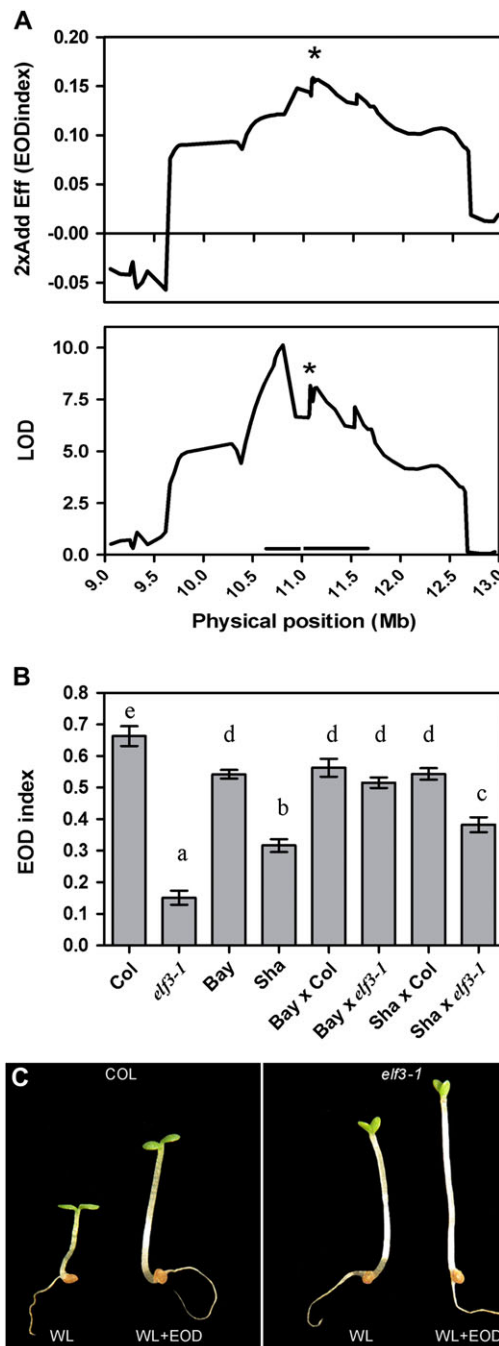 A
2xAdd Eff (EODindex)
0.20
0.15
0.10
0.05
-0.00
-0.05
*
LOD
10.0
7.5
5.0
2.5
0.0
*
9.0 9.5 10.0 10.5 11.0 11.5 12.0 12.5 13.0
Physical position (Mb)
B
EOD index
0.8
0.7
0.6
0.5
0.4
0.3
0.2
0.1
0.0
e a d b d d d c
Col elf3-1 Bay Sha Bay x Col Bay x elf3-1 Sha x Col Sha x elf3-1
C
COL elf3-1
WL WL+EOD WL WL+EOD